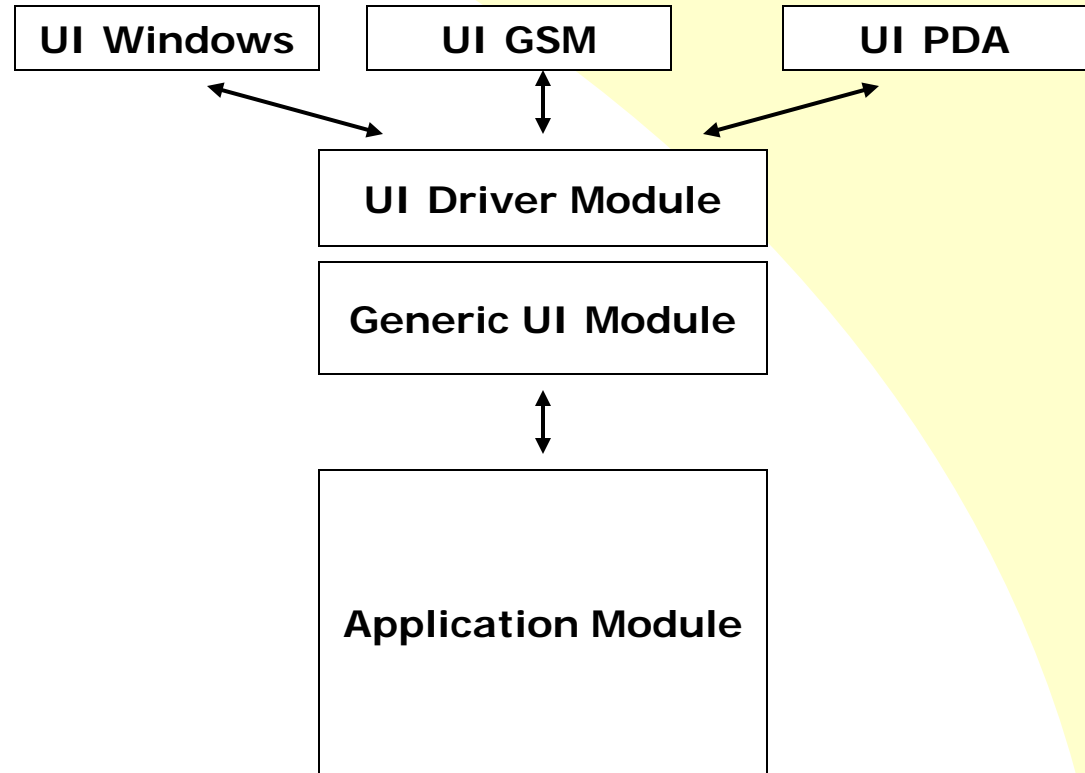 UI Windows
UI GSM
UI PDA
UI Driver Module
Generic UI Module
Application Module